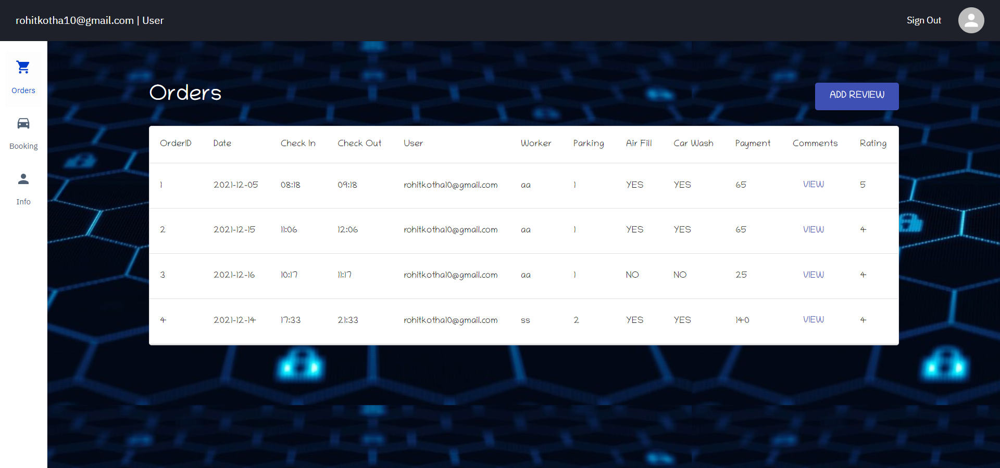 rohitkotha10@gmail.com | User
Sign Out
Orders
Booking
Info
Orders
ADD REVIEW
OrderID Date Check In Check Out User Worker Parking Air Fill Car Wash Payment Comments Rating
1 2021-12-05 08:18 09:18 rohitkotha10@gmail.com aa 1 YES YES 65 VIEW 5
2 2021-12-15 11:06 12:06 rohitkotha10@gmail.com aa 1 YES YES 65 VIEW 4
3 2021-12-16 10:17 11:17 rohitkotha10@gmail.com aa 1 NO NO 25 VIEW 4
4 2021-12-14 17:33 21:33 rohitkotha10@gmail.com ss 2 YES YES 140 VIEW 4